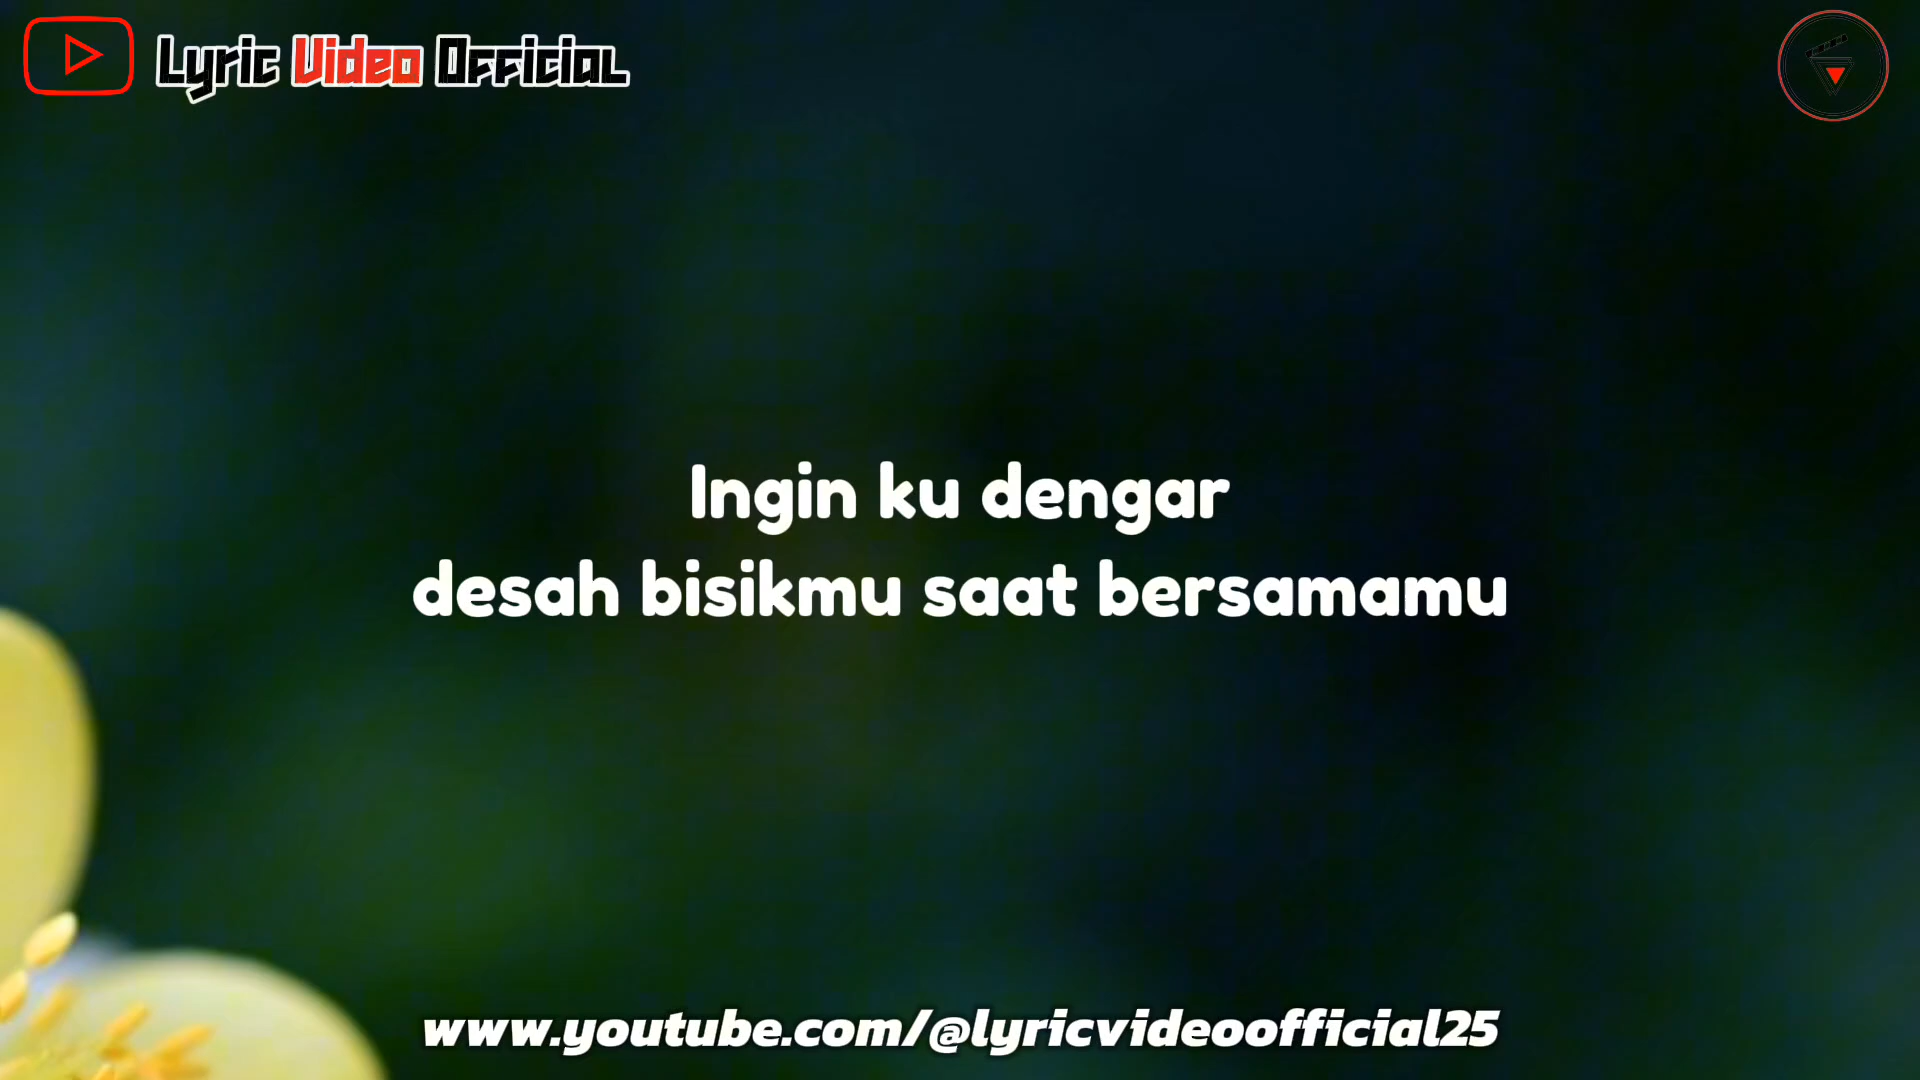 Lyric Video Official
Ingin ku dengar
desah bisikmu saat bersamamu
www.youtube.com/@lyricvideoofficial25